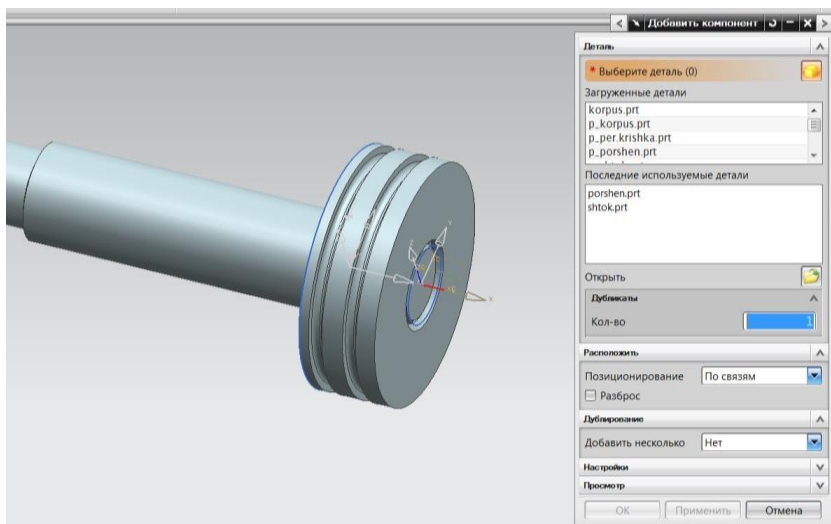 Добавить компонент
Деталь
* Выберите деталь (0)
Загруженные детали
korpus.prt
p_korpus.prt
p_per.krishka.prt
p_porshen.prt
Последние используемые детали
porshen.prt
shtok.prt
Открыть
Дубликаты
Кол-во 1
Расположить
Позиционирование По связям
Разброс
Дублирование
Добавить несколько Нет
Настройки
Просмотр
ОК Применить Отмена